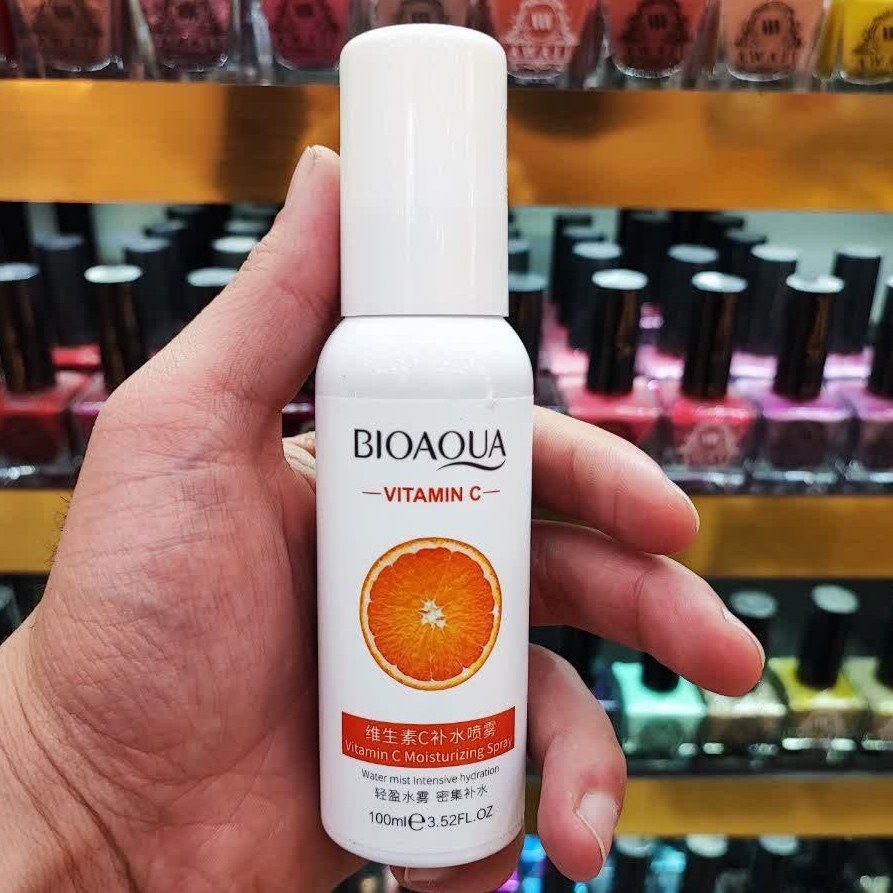 BIOAQUA
VITAMIN C
维生素C补水喷雾
Vitamin C Moisturizing Spray
Water mist Intensive hydration
轻盈水雾 密集补水
100ml℮3.52FL.OZ